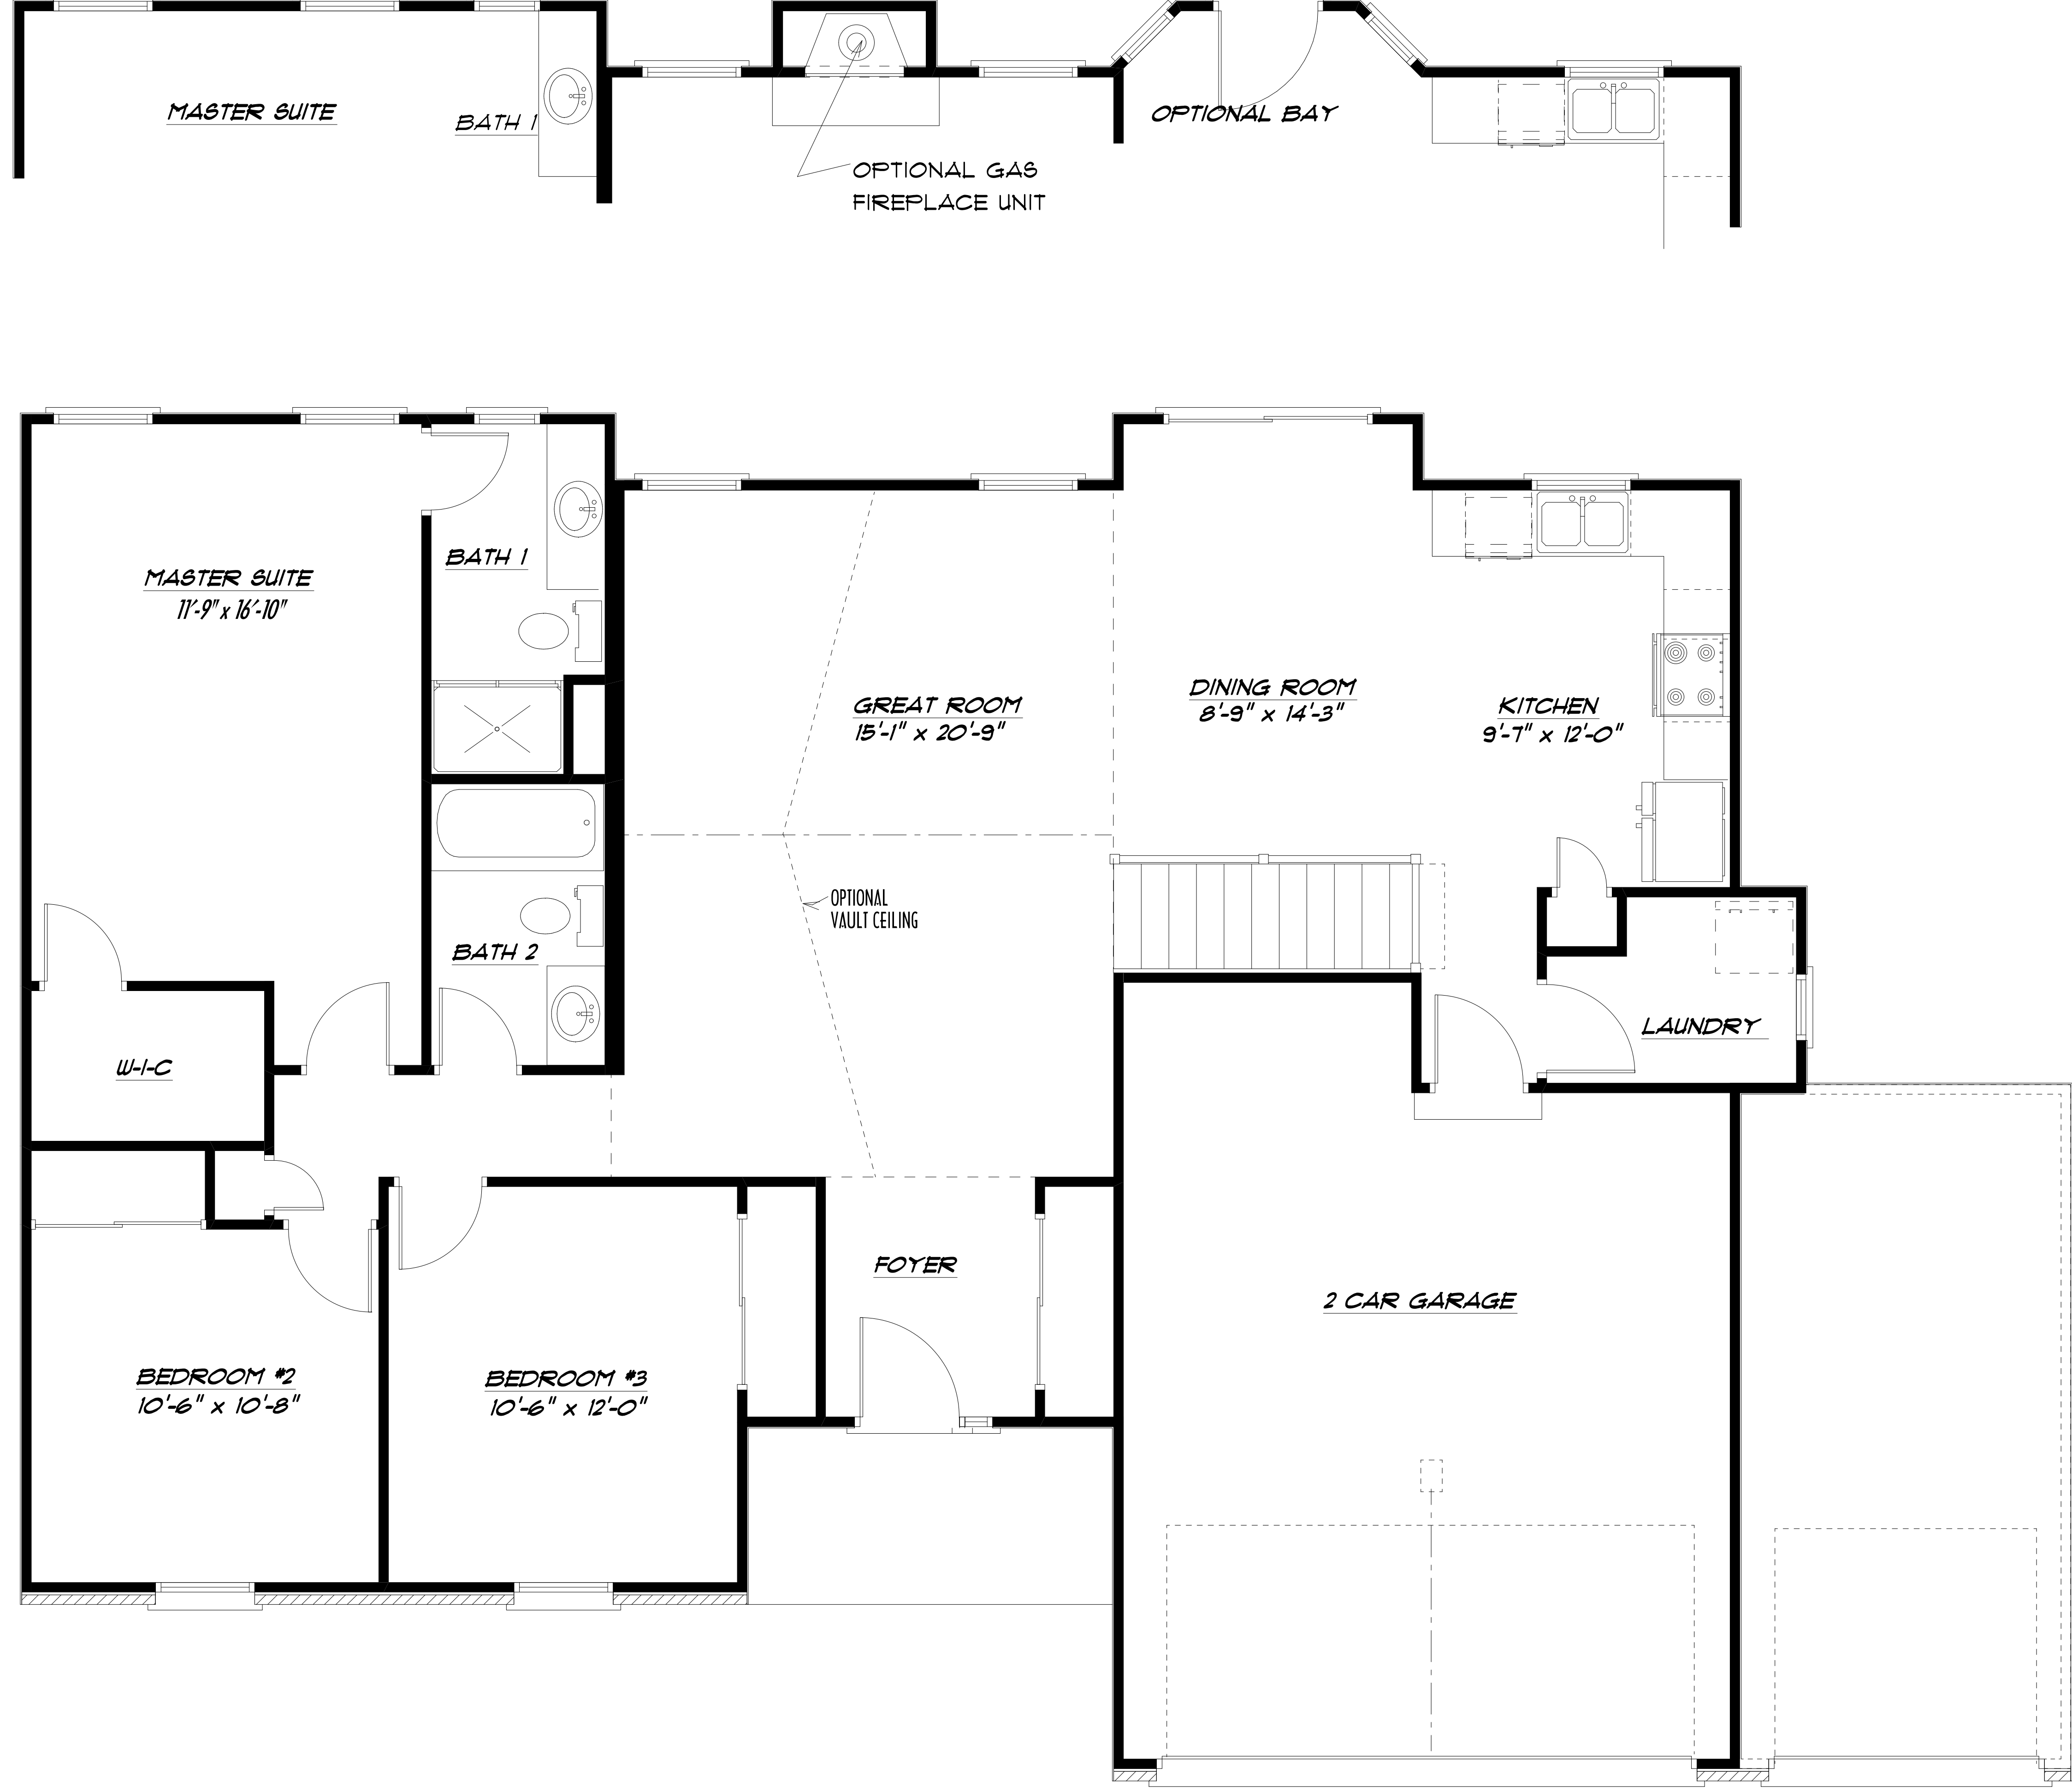 MASTER SUITE
BATH 1
OPTIONAL BAY
OPTIONAL GAS
FIREPLACE UNIT
BATH 1
MASTER SUITE
11'-9" x 16'-10"
GREAT ROOM
15'-1" x 20'-9"
DINING ROOM
8'-9" x 14'-3"
KITCHEN
9'-7" x 12'-0"
OPTIONAL
VAULT CEILING
BATH 2
W-I-C
LAUNDRY
FOYER
2 CAR GARAGE
BEDROOM #2
10'-6" x 10'-8"
BEDROOM #3
10'-6" x 12'-0"